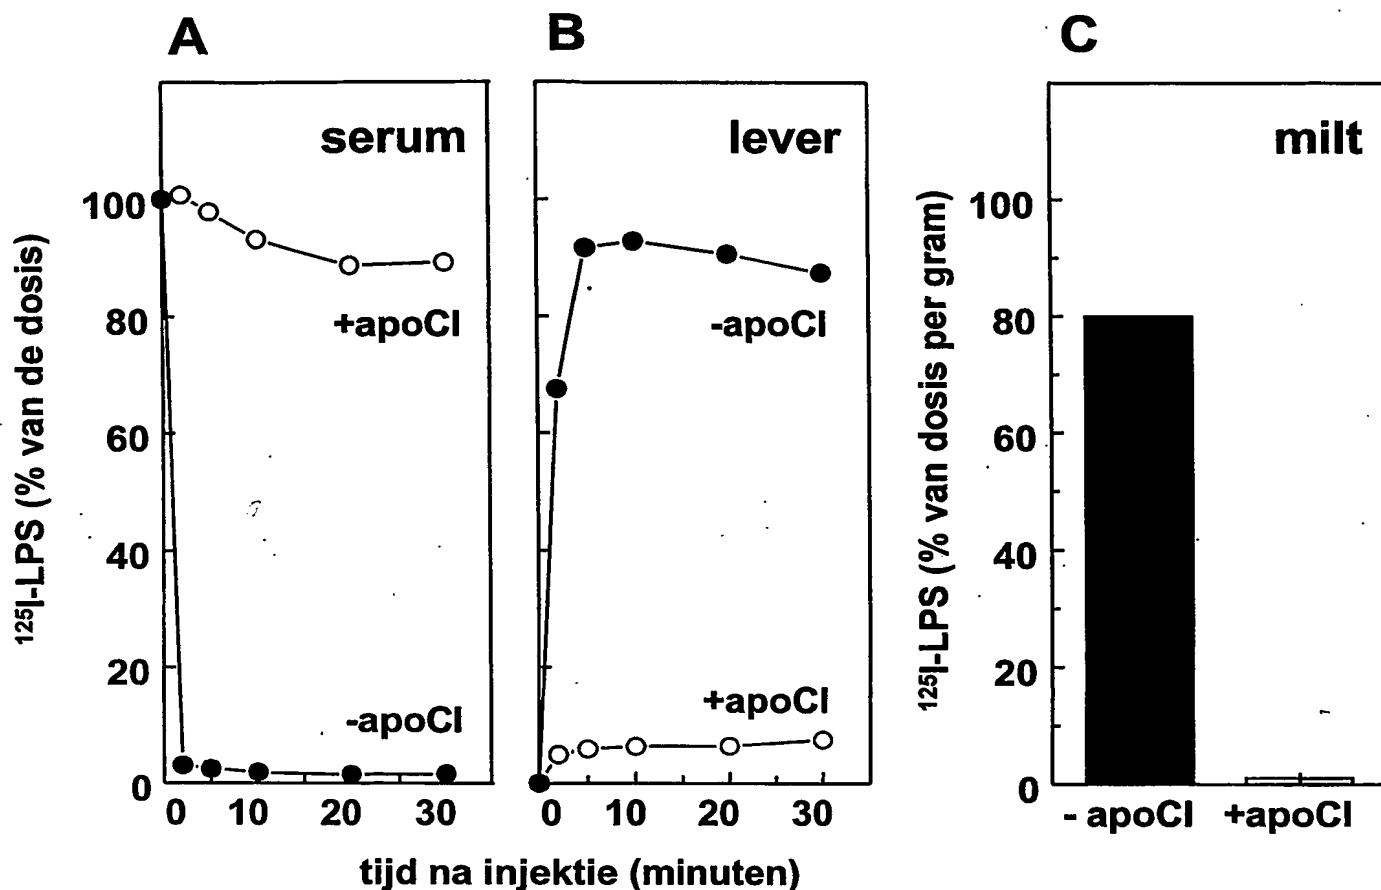 A
B
C
serum
lever
milt
¹²⁵I-LPS (% van de dosis)
100
80
60
40
20
0
+apoCI
-apoCI
0 10 20 30
-apoCI
+apoCI
0 10 20 30
tijd na injektie (minuten)
¹²⁵I-LPS (% van dosis per gram)
100
80
60
40
20
0
- apoCI +apoCI